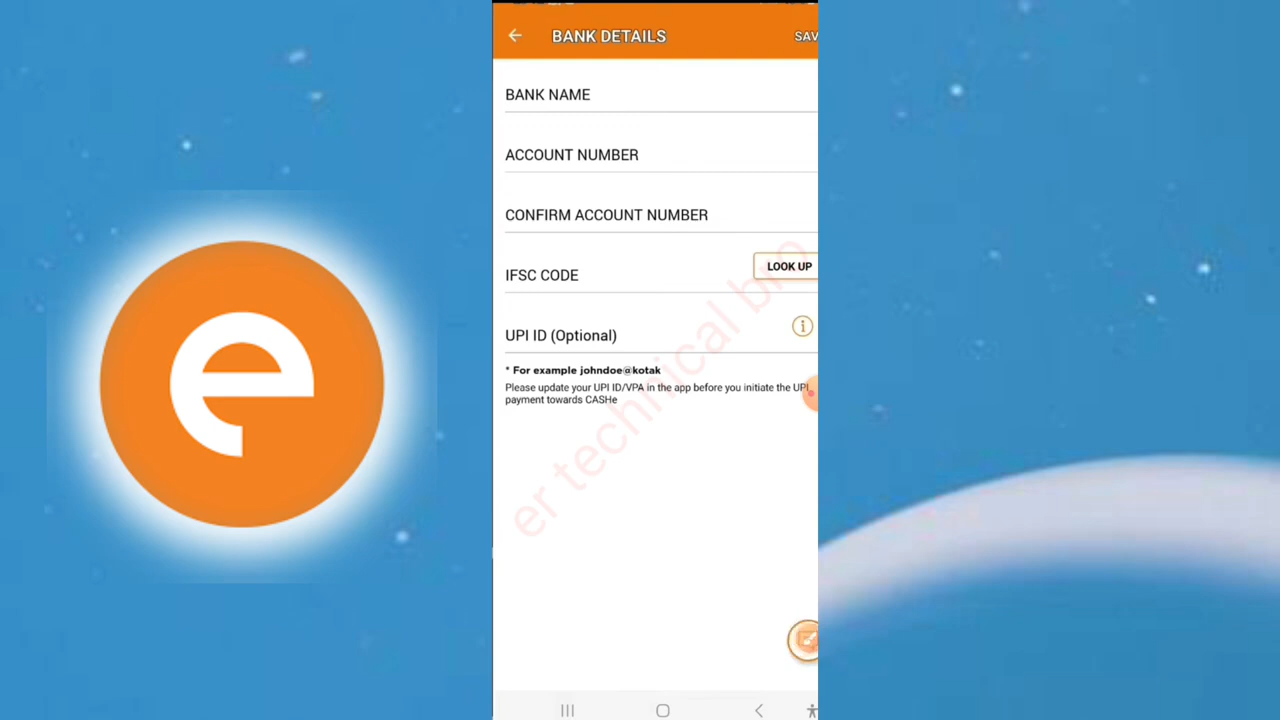 BANK DETAILS
SAV
BANK NAME
ACCOUNT NUMBER
CONFIRM ACCOUNT NUMBER
LOOK UP
IFSC CODE
UPI ID (Optional)
* For example johndoe@kotak
Please update your UPI ID/VPA in the app before you initiate the UPI
payment towards CASHe
er technical bro
e